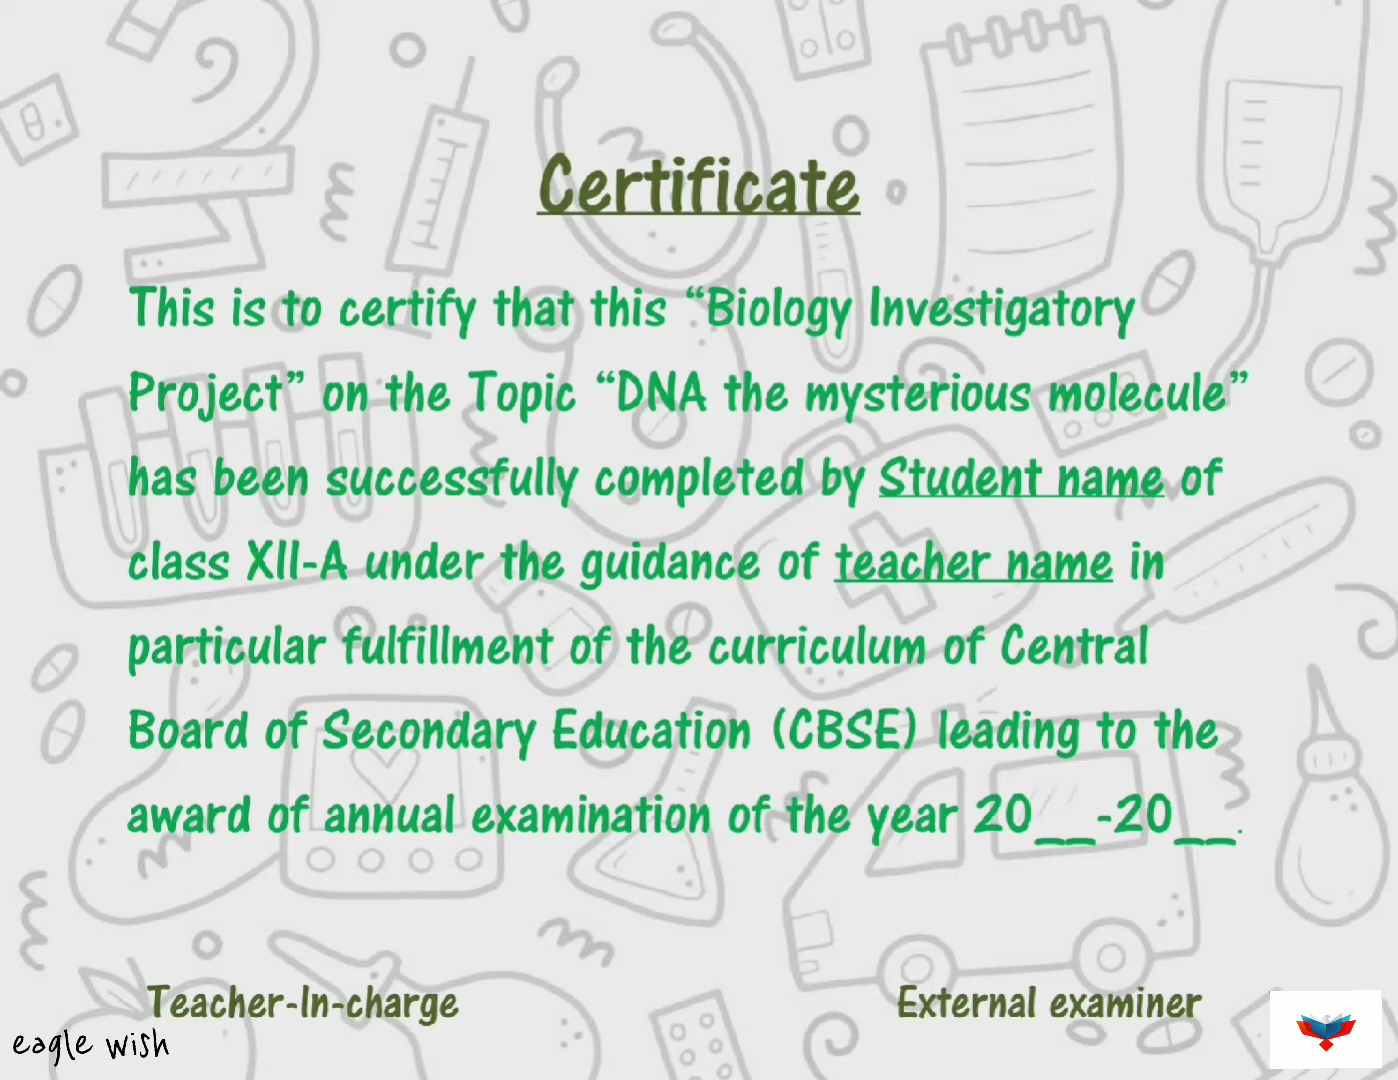 Certificate
This is to certify that this “Biology Investigatory
Project” on the Topic “DNA the mysterious molecule”
has been successfully completed by Student name of
class XII-A under the guidance of teacher name in
particular fulfillment of the curriculum of Central
Board of Secondary Education (CBSE) leading to the
award of annual examination of the year 20__-20__.
Teacher-In-charge External examiner
eagle wish